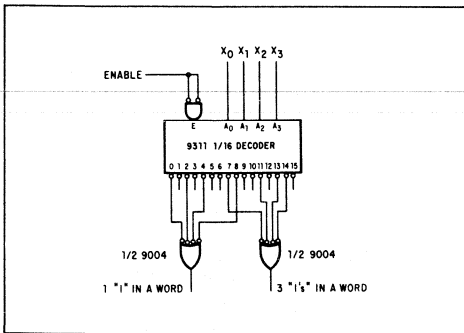 X0 X1 X2 X3
ENABLE
E A0 A1 A2 A3
9311 1/16 DECODER
0 1 2 3 4 5 6 7 8 9 10 11 12 13 14 15
1/2 9004 1/2 9004
1 "1" IN A WORD 3 "1's" IN A WORD